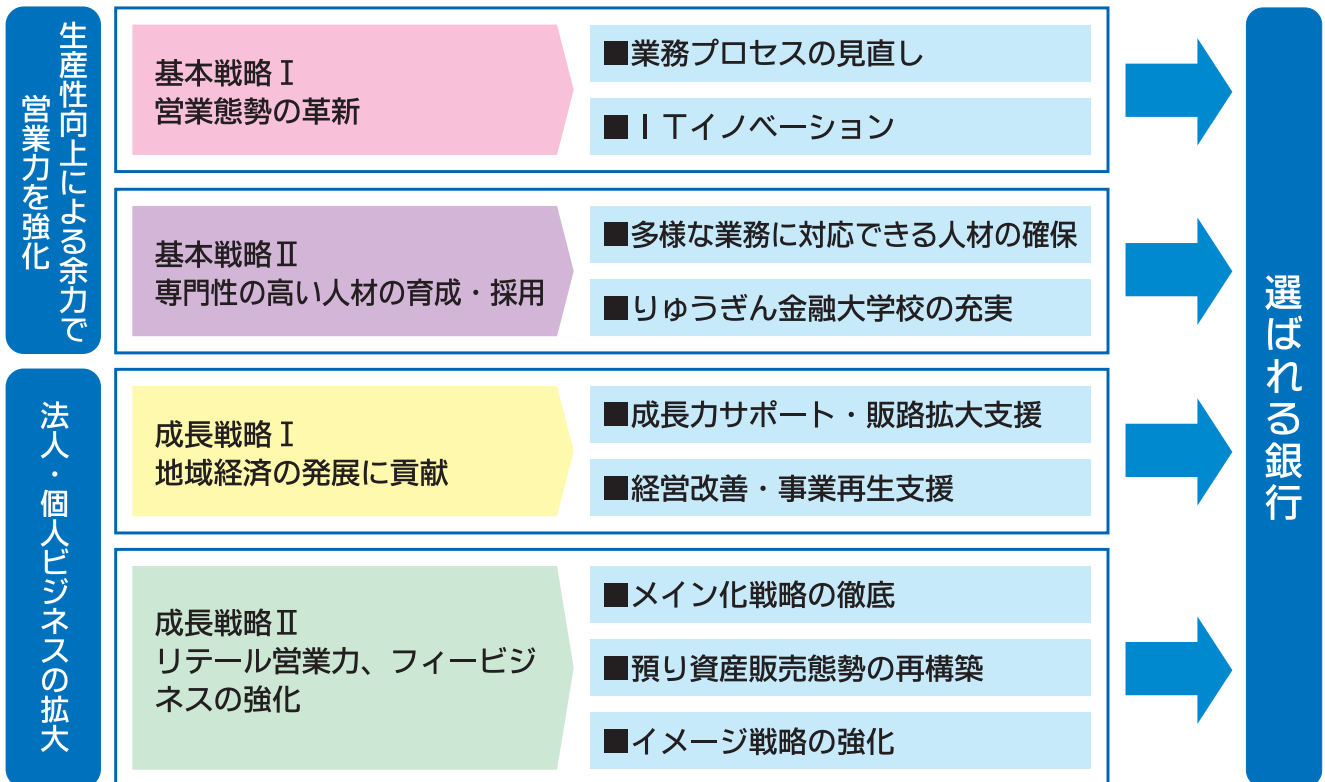 生産性向上による余力で
営業力を強化
基本戦略Ⅰ
営業態勢の革新
■業務プロセスの見直し
■ＩＴイノベーション
基本戦略Ⅱ
専門性の高い人材の育成・採用
■多様な業務に対応できる人材の確保
■りゅうぎん金融大学校の充実
法人・個人ビジネスの拡大
成長戦略Ⅰ
地域経済の発展に貢献
■成長力サポート・販路拡大支援
■経営改善・事業再生支援
成長戦略Ⅱ
リテール営業力、フィービジ
ネスの強化
■メイン化戦略の徹底
■預り資産販売態勢の再構築
■イメージ戦略の強化
選ばれる銀行